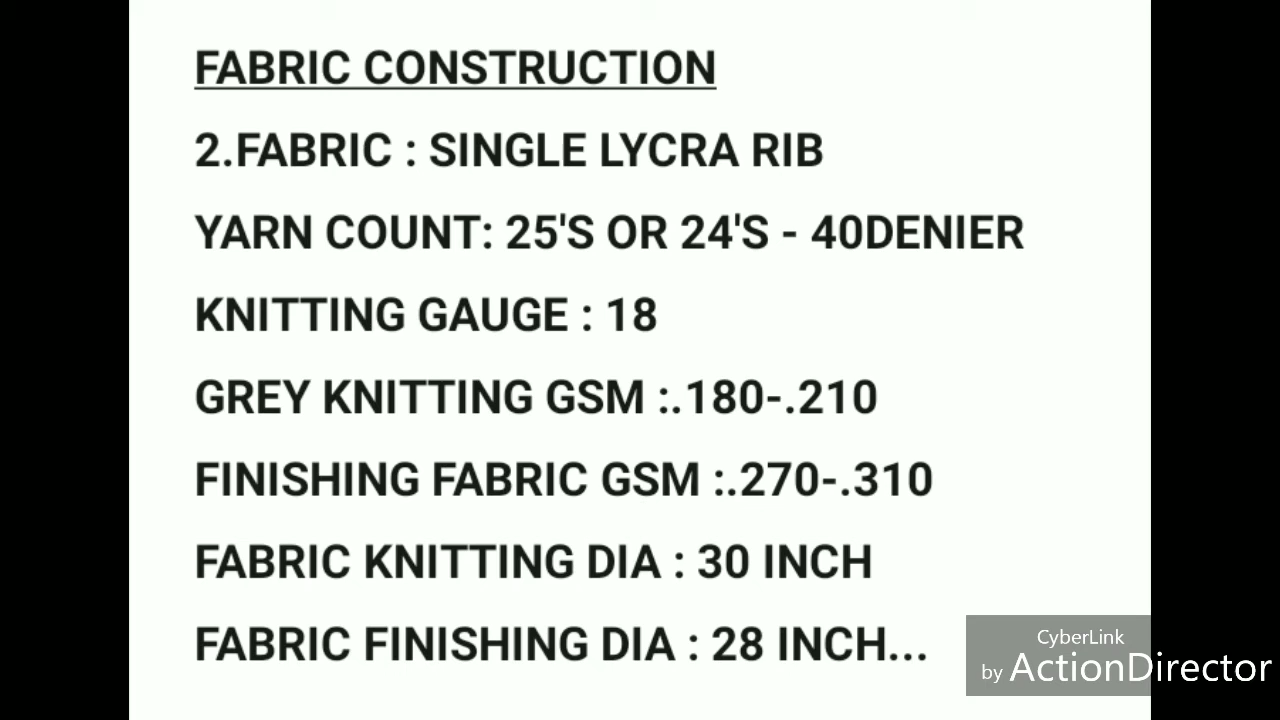 FABRIC CONSTRUCTION
2.FABRIC : SINGLE LYCRA RIB
YARN COUNT: 25'S OR 24'S - 40DENIER
KNITTING GAUGE : 18
GREY KNITTING GSM :.180-.210
FINISHING FABRIC GSM :.270-.310
FABRIC KNITTING DIA : 30 INCH
FABRIC FINISHING DIA : 28 INCH...
CyberLink
by ActionDirector